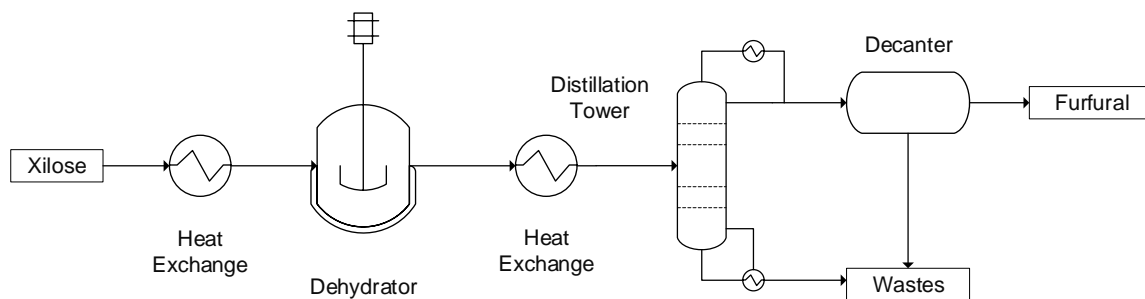 Xilose
Heat
Exchange
Dehydrator
Heat
Exchange
Distillation
Tower
Decanter
Furfural
Wastes